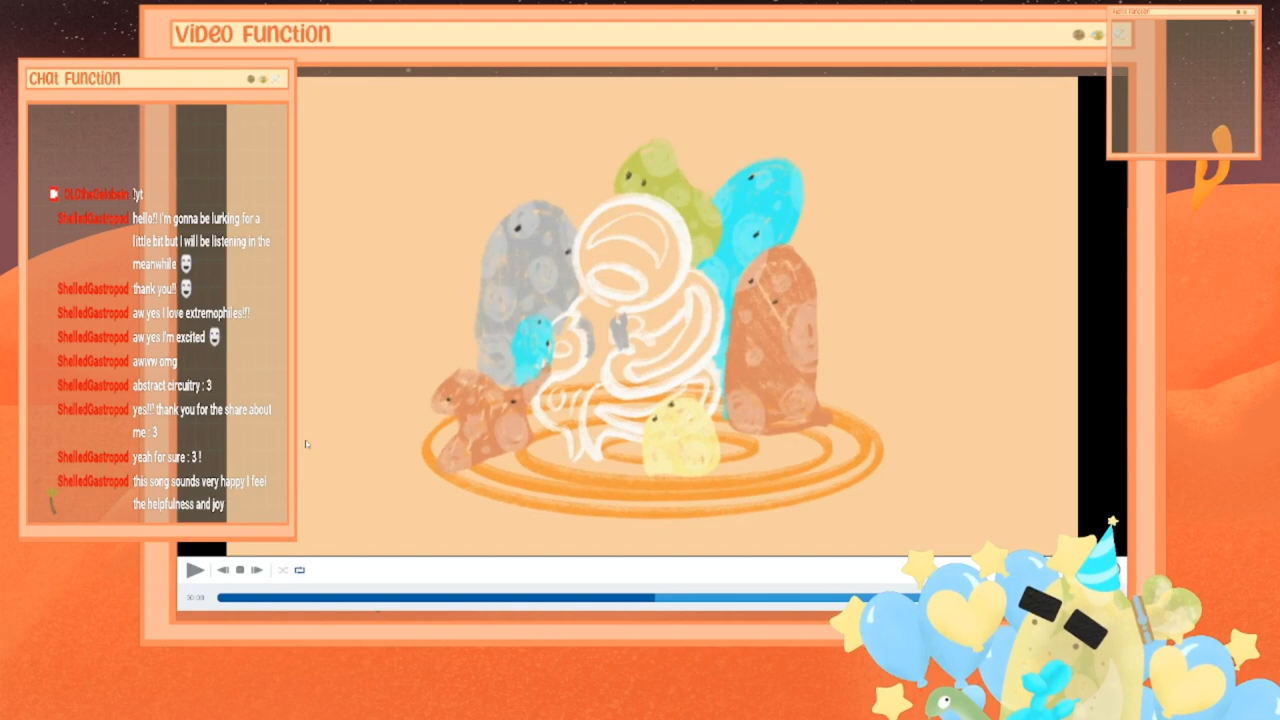 Video Function
Chat Function
!yt
ShelledGastropod hello!! I'm gonna be lurking for a
little bit but I will be listening in the
meanwhile
ShelledGastropod thank you!!
ShelledGastropod aw yes I love extremophiles!!!
ShelledGastropod aw yes I'm excited
ShelledGastropod awww omg
ShelledGastropod abstract circuitry : 3
ShelledGastropod yes!!! thank you for the share about
me : 3
ShelledGastropod yeah for sure : 3 !
ShelledGastropod this song sounds very happy I feel
the helpfulness and joy